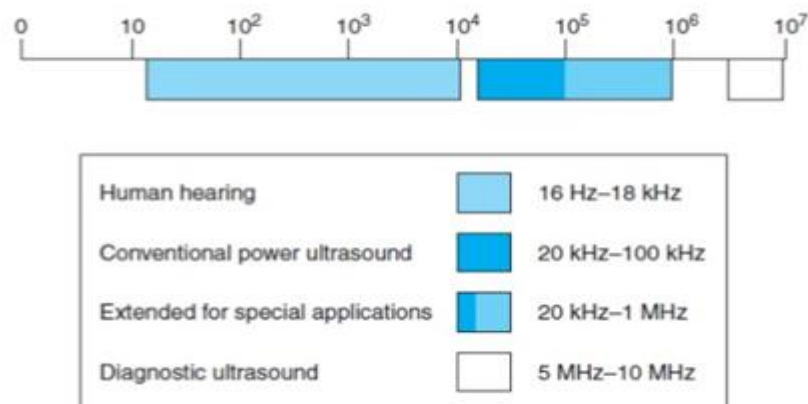 0 10 10² 10³ 10⁴ 10⁵ 10⁶ 10⁷
Human hearing 16 Hz–18 kHz
Conventional power ultrasound 20 kHz–100 kHz
Extended for special applications 20 kHz–1 MHz
Diagnostic ultrasound 5 MHz–10 MHz